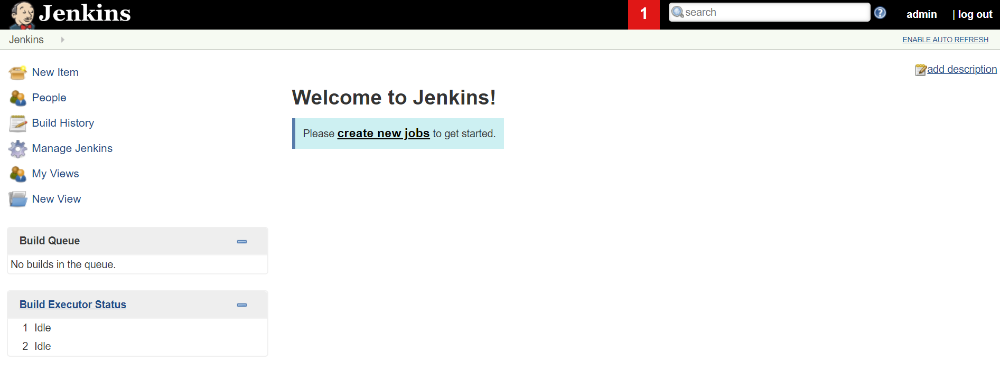 Jenkins
1
search
?
admin
| log out
Jenkins
ENABLE AUTO REFRESH
New Item
People
Build History
Manage Jenkins
My Views
New View
add description
Welcome to Jenkins!
Please create new jobs to get started.
Build Queue
No builds in the queue.
Build Executor Status
1 Idle
2 Idle